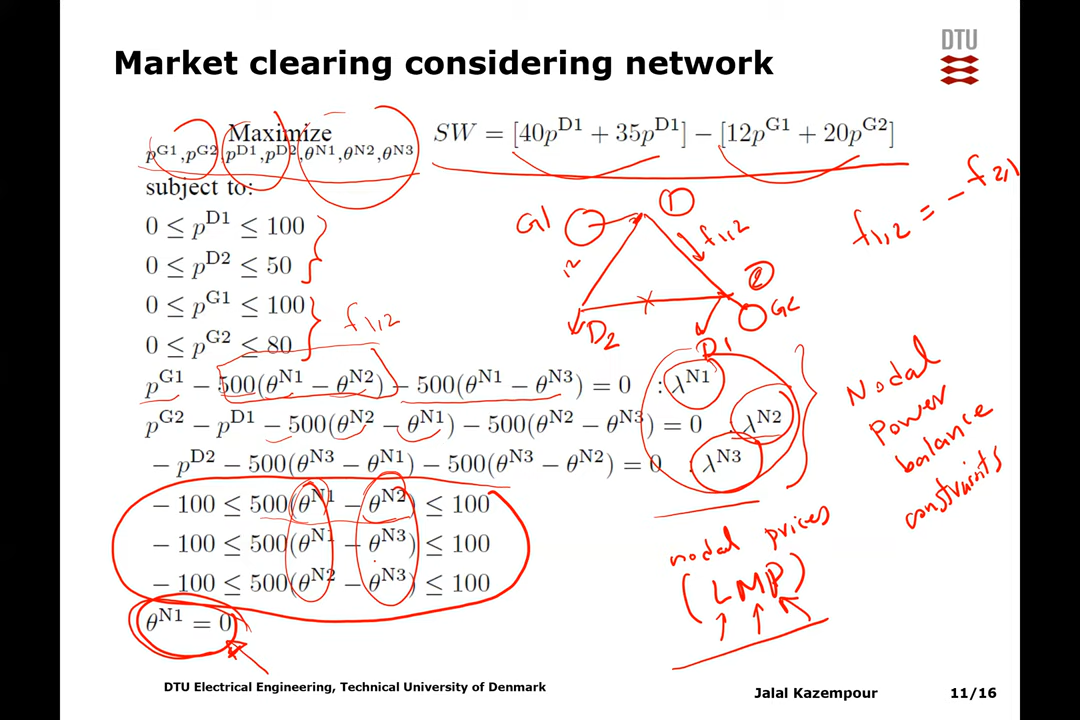 DTU
Market clearing considering network
Maximize SW = [40p^D1 + 35p^D1] − [12p^G1 + 20p^G2]
p^G1,p^G2,p^D1,p^D2,θ^N1,θ^N2,θ^N3
subject to:
0 ≤ p^D1 ≤ 100
0 ≤ p^D2 ≤ 50
0 ≤ p^G1 ≤ 100
0 ≤ p^G2 ≤ 80
p^G1 − 500(θ^N1 − θ^N2) − 500(θ^N1 − θ^N3) = 0 : λ^N1
p^G2 − p^D1 − 500(θ^N2 − θ^N1) − 500(θ^N2 − θ^N3) = 0 : λ^N2
− p^D2 − 500(θ^N3 − θ^N1) − 500(θ^N3 − θ^N2) = 0 : λ^N3
− 100 ≤ 500(θ^N1 − θ^N2) ≤ 100
− 100 ≤ 500(θ^N1 − θ^N3) ≤ 100
− 100 ≤ 500(θ^N2 − θ^N3) ≤ 100
θ^N1 = 0
f1,2
G1
1
f1,2
2
G2
D2
D1
f1,2 = −f2,1
Nodal
Power
balance
constraints
nodal prices
(LMP)
DTU Electrical Engineering, Technical University of Denmark
Jalal Kazempour
11/16